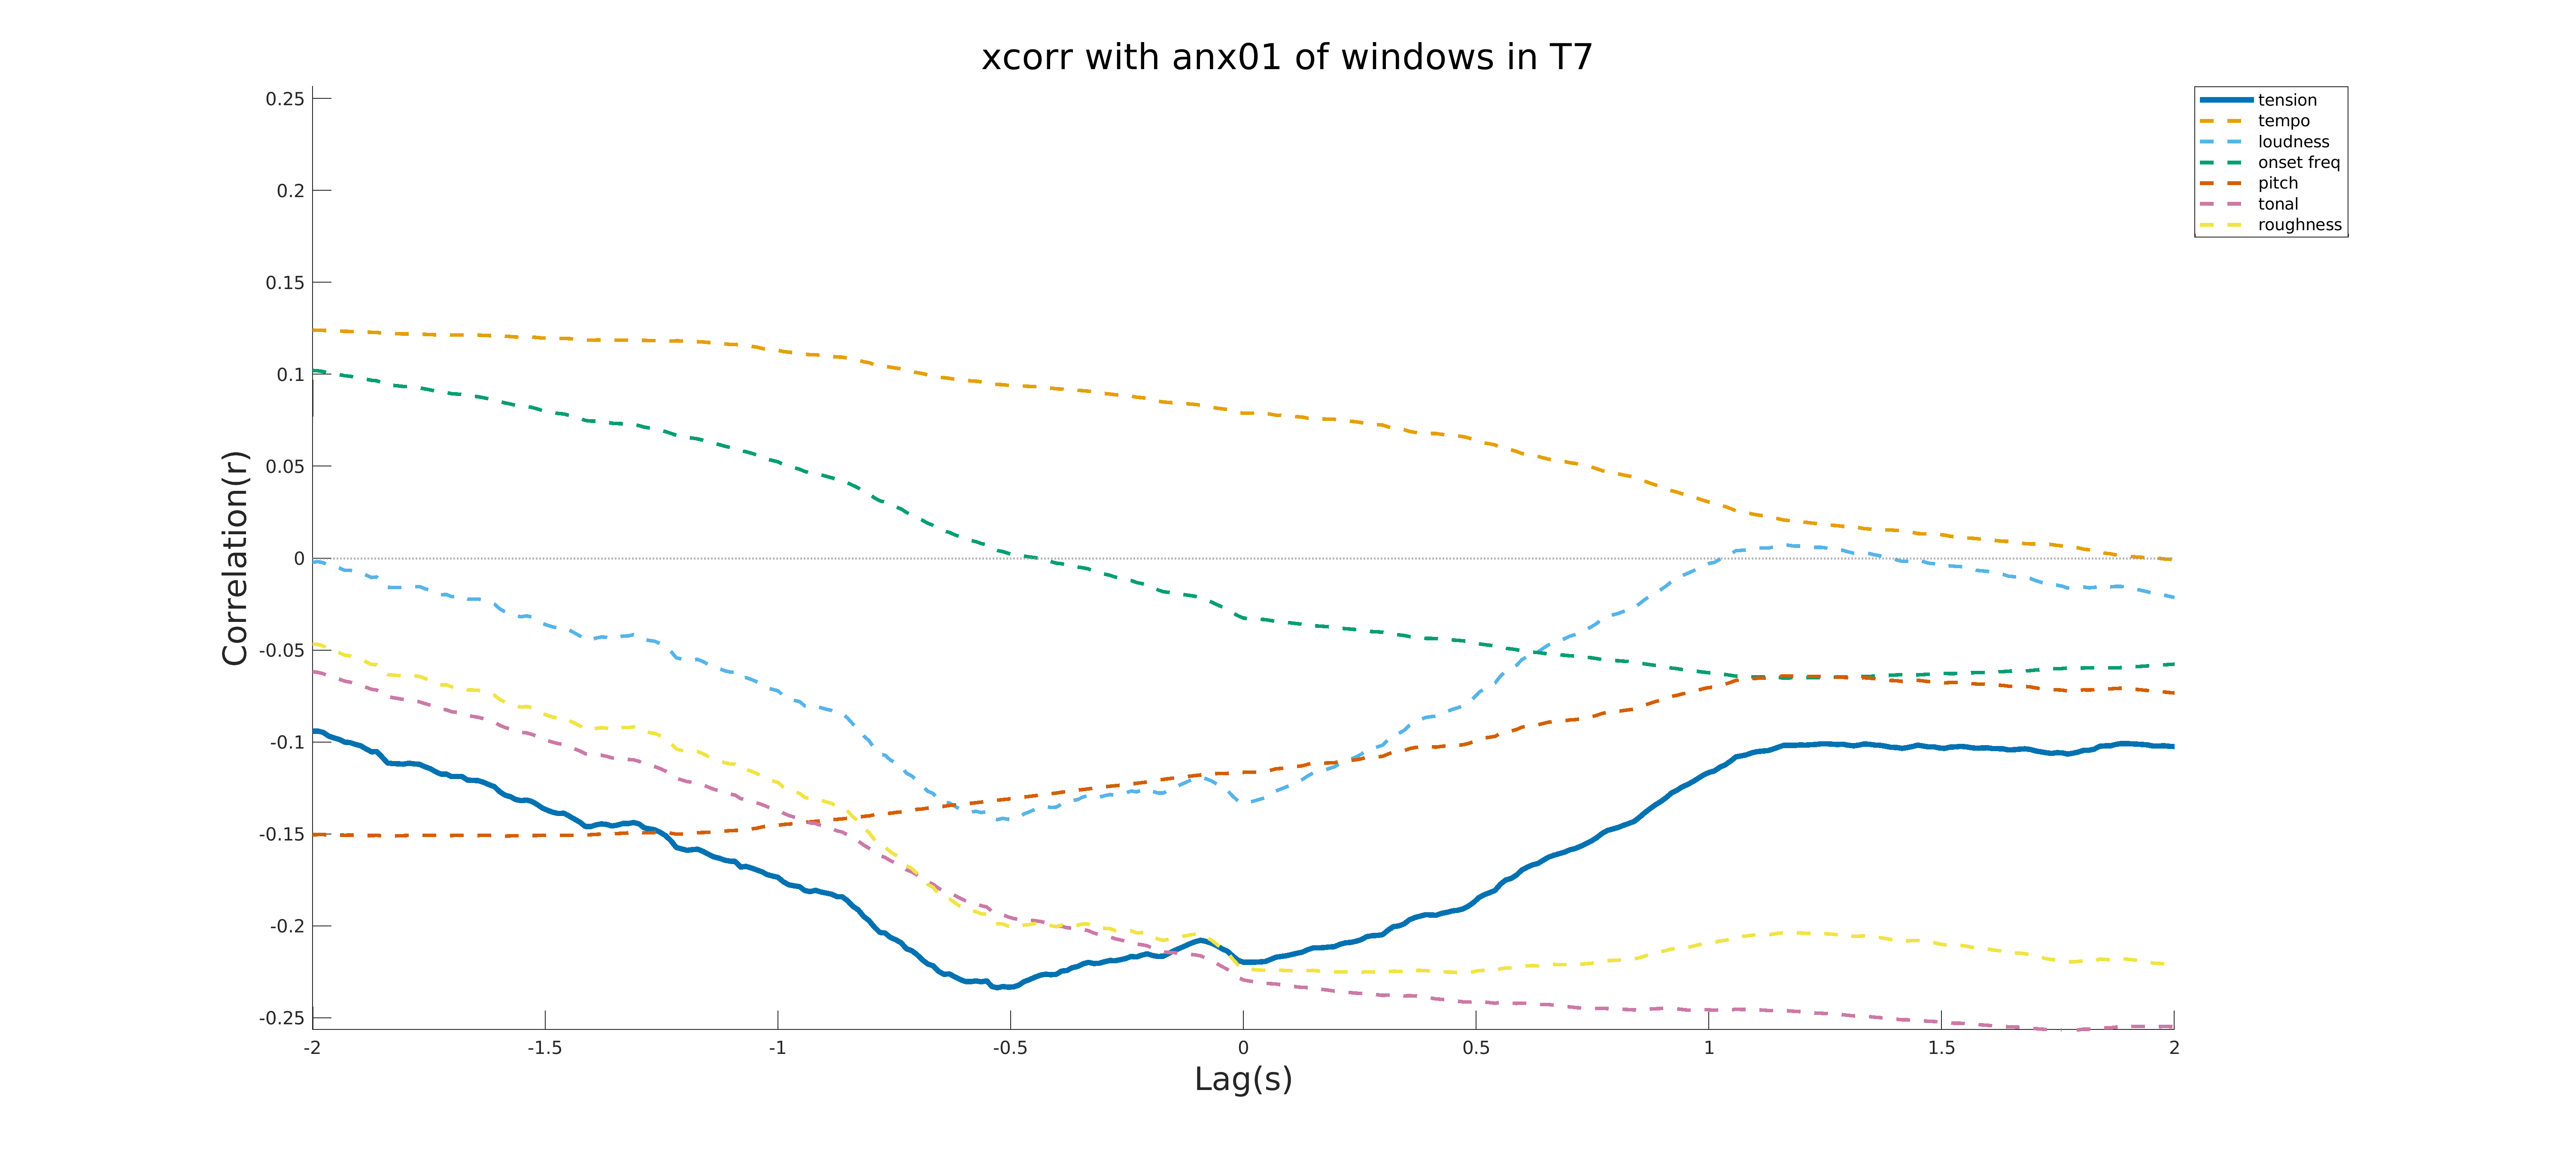 xcorr with anx01 of windows in T7
tension
tempo
loudness
onset freq
pitch
tonal
roughness
Correlation(r)
0.25
0.2
0.15
0.1
0.05
0
-0.05
-0.1
-0.15
-0.2
-0.25
-2 -1.5 -1 -0.5 0 0.5 1 1.5 2
Lag(s)